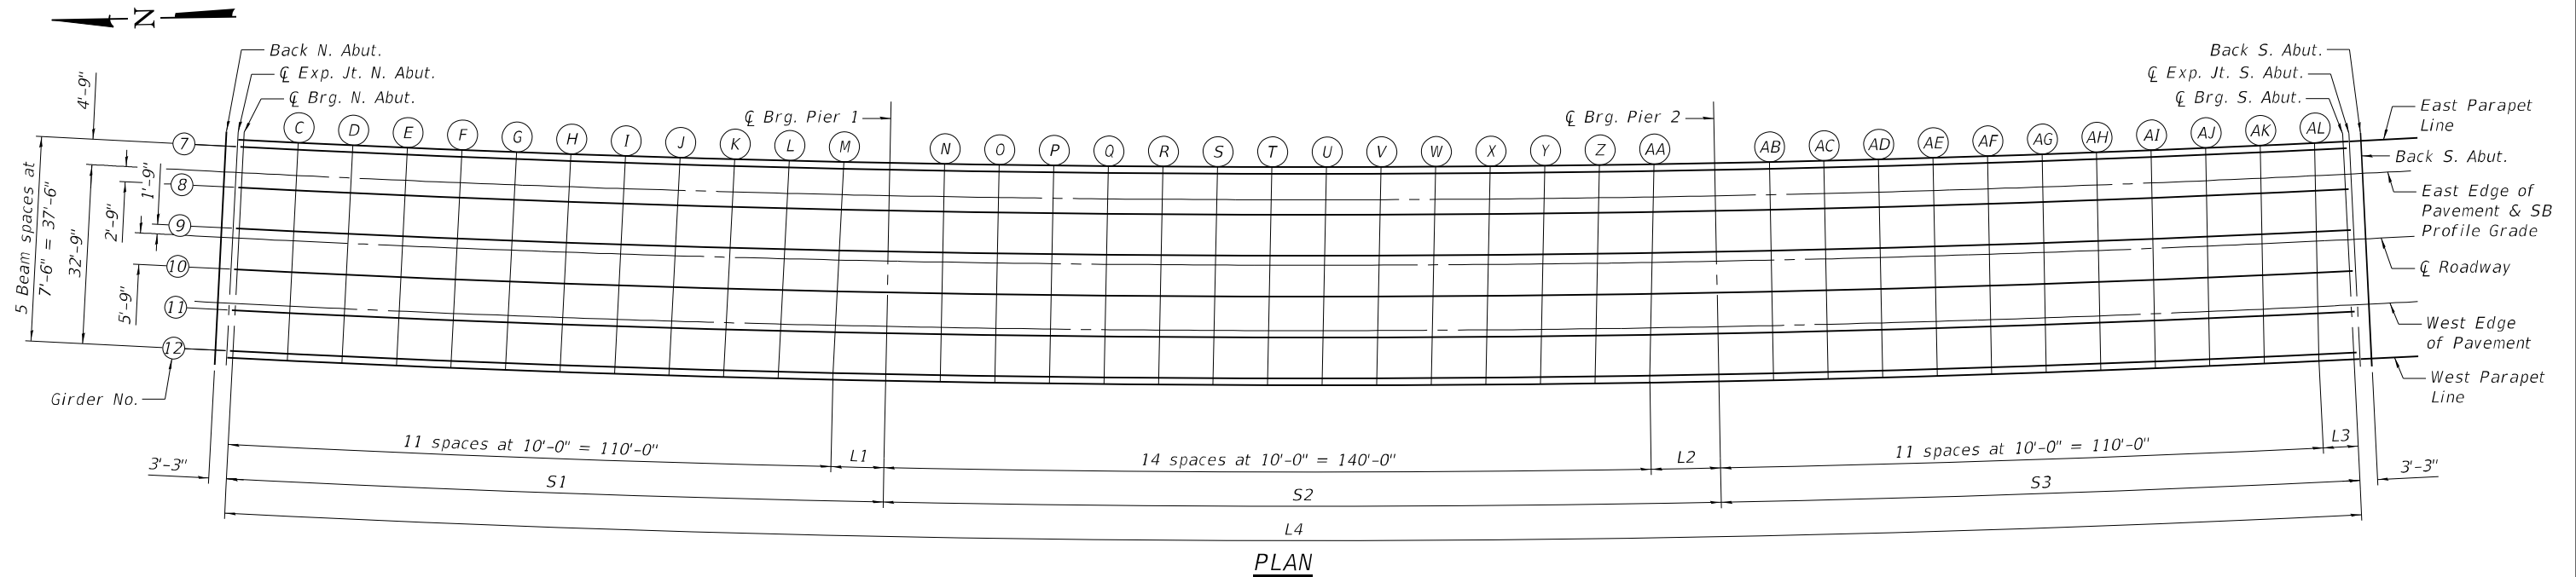 N
Back N. Abut.
℄ Exp. Jt. N. Abut.
℄ Brg. N. Abut.
℄ Brg. Pier 1
℄ Brg. Pier 2
Back S. Abut.
℄ Exp. Jt. S. Abut.
℄ Brg. S. Abut.
East Parapet
Line
Back S. Abut.
East Edge of
Pavement & SB
Profile Grade
℄ Roadway
West Edge
of Pavement
West Parapet
Line
C D E F G H I J K L M N O P Q R S T U V W X Y Z AA AB AC AD AE AF AG AH AI AJ AK AL
4'-9"
5 Beam spaces at
7'-6" = 37'-6"
32'-9"
2'-9"
1'-9"
5'-9"
7
8
9
10
11
12
Girder No.
3'-3"
11 spaces at 10'-0" = 110'-0"
L1
14 spaces at 10'-0" = 140'-0"
L2
11 spaces at 10'-0" = 110'-0"
L3
3'-3"
S1
S2
S3
L4
PLAN